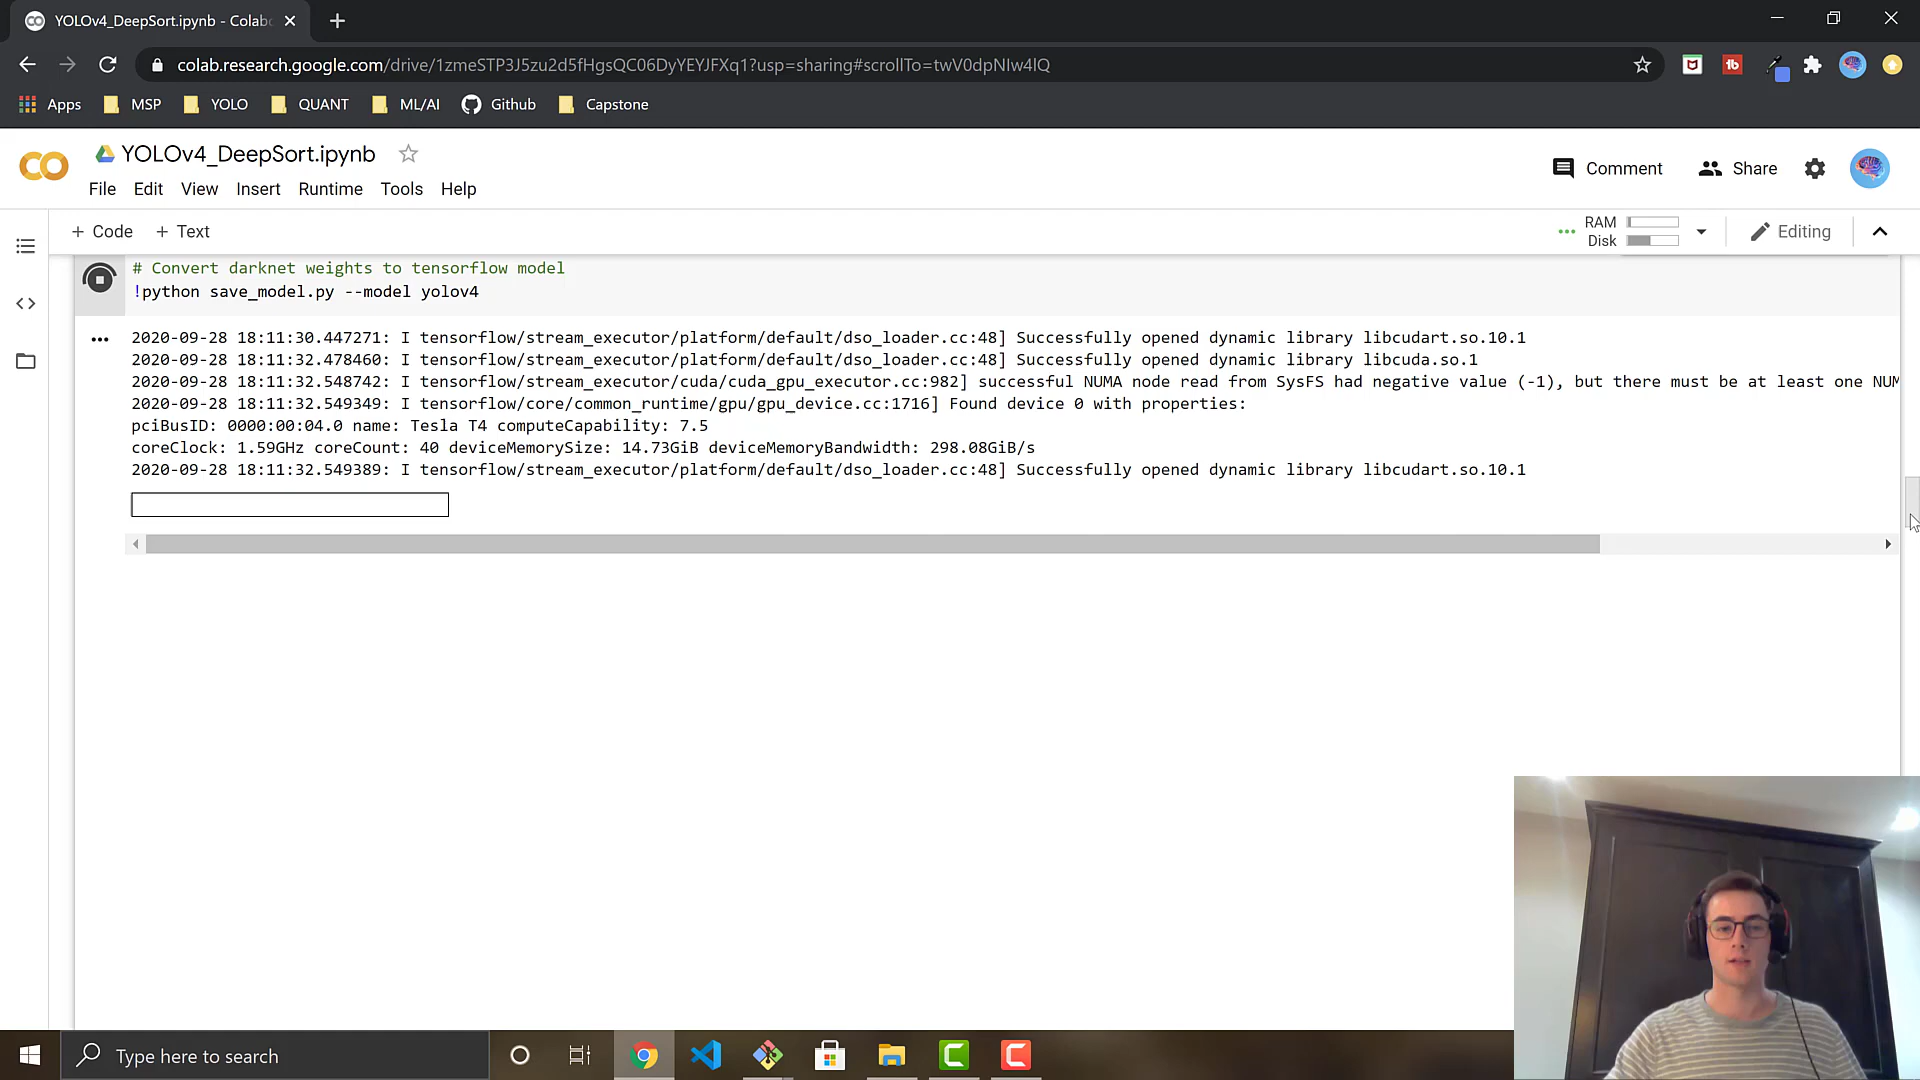 YOLOv4_DeepSort.ipynb - Colab
colab.research.google.com/drive/1zmeSTP3J5zu2d5fHgsQC06DyYEYJFXq1?usp=sharing#scrollTo=twV0dpNIw4lQ
Apps MSP YOLO QUANT ML/AI Github Capstone
YOLOv4_DeepSort.ipynb
Comment Share
File Edit View Insert Runtime Tools Help
+ Code + Text
RAM
Disk
Editing
# Convert darknet weights to tensorflow model
!python save_model.py --model yolov4
2020-09-28 18:11:30.447271: I tensorflow/stream_executor/platform/default/dso_loader.cc:48] Successfully opened dynamic library libcudart.so.10.1
2020-09-28 18:11:32.478460: I tensorflow/stream_executor/platform/default/dso_loader.cc:48] Successfully opened dynamic library libcuda.so.1
2020-09-28 18:11:32.548742: I tensorflow/stream_executor/cuda/cuda_gpu_executor.cc:982] successful NUMA node read from SysFS had negative value (-1), but there must be at least one NUM
2020-09-28 18:11:32.549349: I tensorflow/core/common_runtime/gpu/gpu_device.cc:1716] Found device 0 with properties:
pciBusID: 0000:00:04.0 name: Tesla T4 computeCapability: 7.5
coreClock: 1.59GHz coreCount: 40 deviceMemorySize: 14.73GiB deviceMemoryBandwidth: 298.08GiB/s
2020-09-28 18:11:32.549389: I tensorflow/stream_executor/platform/default/dso_loader.cc:48] Successfully opened dynamic library libcudart.so.10.1
Type here to search